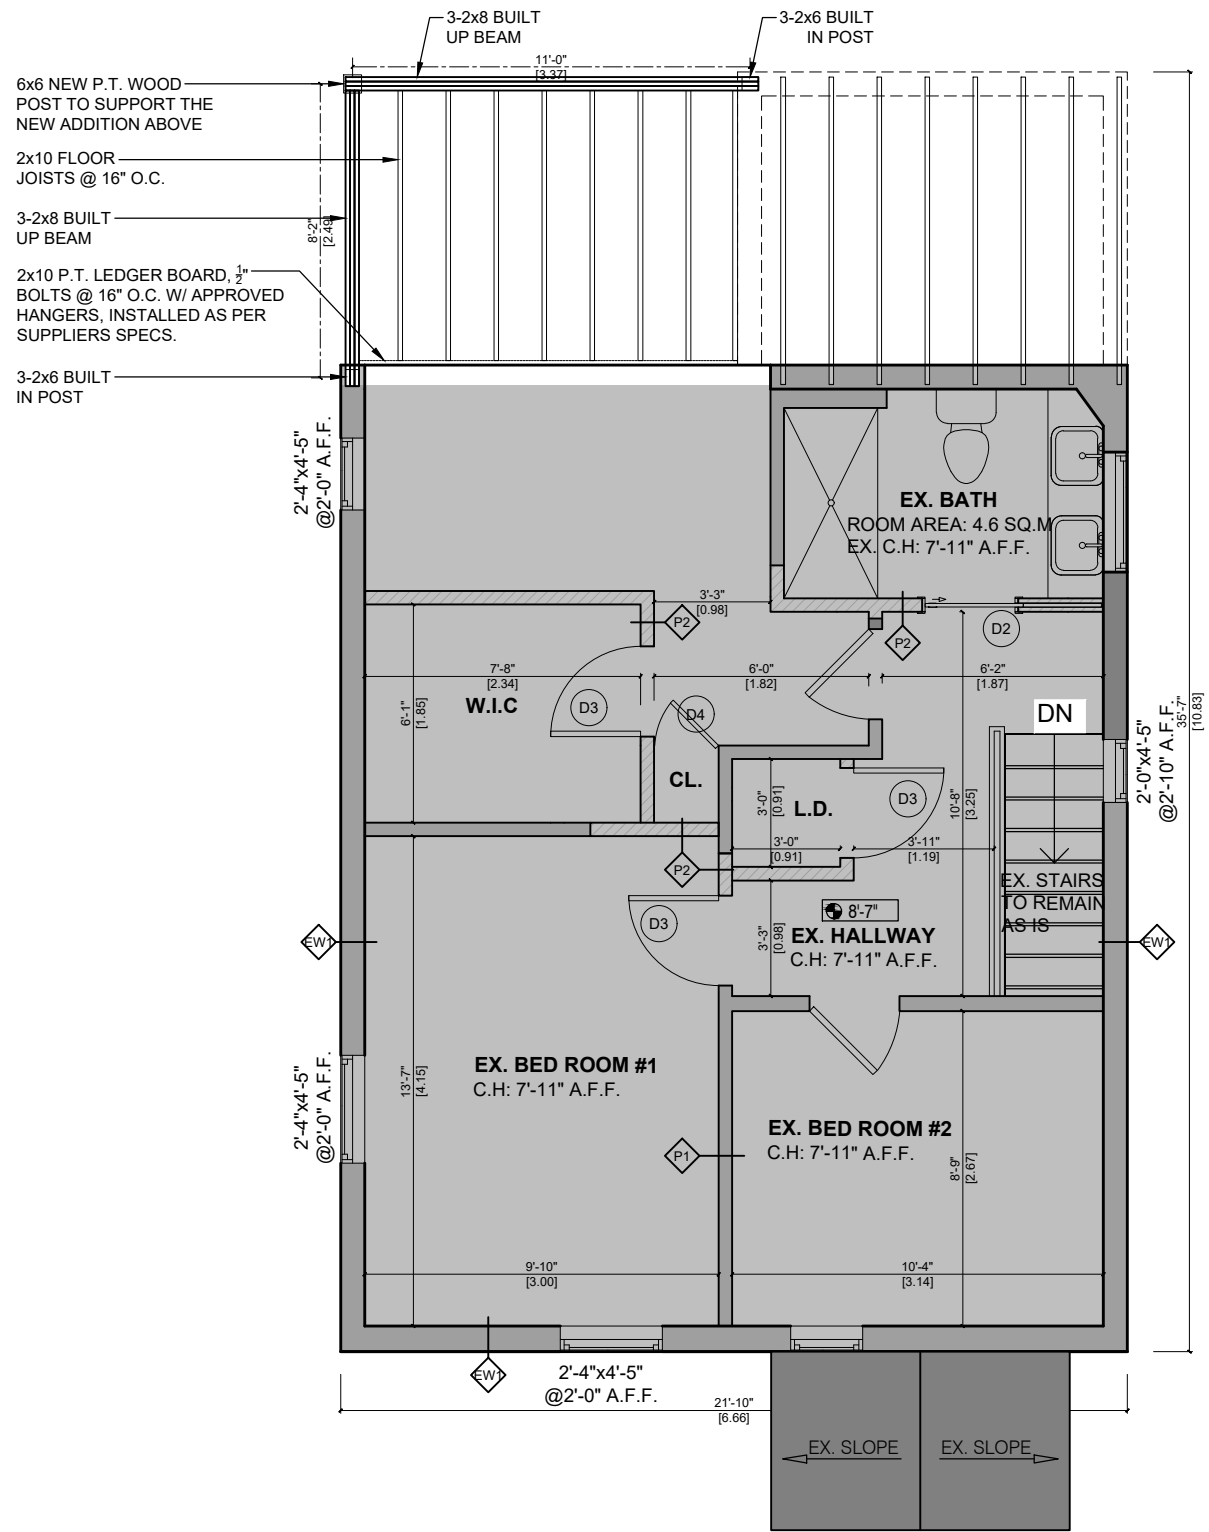 3-2x8 BUILT
UP BEAM
3-2x6 BUILT
IN POST
11'-0"
[3.37]
6x6 NEW P.T. WOOD
POST TO SUPPORT THE
NEW ADDITION ABOVE
2x10 FLOOR
JOISTS @ 16" O.C.
3-2x8 BUILT
UP BEAM
8'-2"
[2.49]
2x10 P.T. LEDGER BOARD, 1/2"
BOLTS @ 16" O.C. W/ APPROVED
HANGERS, INSTALLED AS PER
SUPPLIERS SPECS.
3-2x6 BUILT
IN POST
2'-4"x4'-5"
@2'-0" A.F.F.
EX. BATH
ROOM AREA: 4.6 SQ.M
EX. C.H: 7'-11" A.F.F.
3'-3"
[0.98]
P2
P2
D2
7'-8"
[2.34]
6'-0"
[1.82]
6'-2"
[1.87]
W.I.C
6'-1"
[1.85]
D3
D4
DN
35'-7"
[10.83]
2'-0"x4'-5"
@2'-10" A.F.F.
CL.
3'-0"
[0.91]
L.D.
D3
10'-8"
[3.25]
3'-0"
[0.91]
3'-11"
[1.19]
P2
EX. STAIRS
TO REMAIN
AS IS
D3
8'-7"
3'-3"
[0.98]
EX. HALLWAY
C.H: 7'-11" A.F.F.
EW1
EW1
EX. BED ROOM #1
C.H: 7'-11" A.F.F.
13'-7"
[4.15]
2'-4"x4'-5"
@2'-0" A.F.F.
EX. BED ROOM #2
C.H: 7'-11" A.F.F.
P1
8'-9"
[2.67]
9'-10"
[3.00]
10'-4"
[3.14]
EW1
2'-4"x4'-5"
@2'-0" A.F.F.
21'-10"
[6.66]
EX. SLOPE
EX. SLOPE